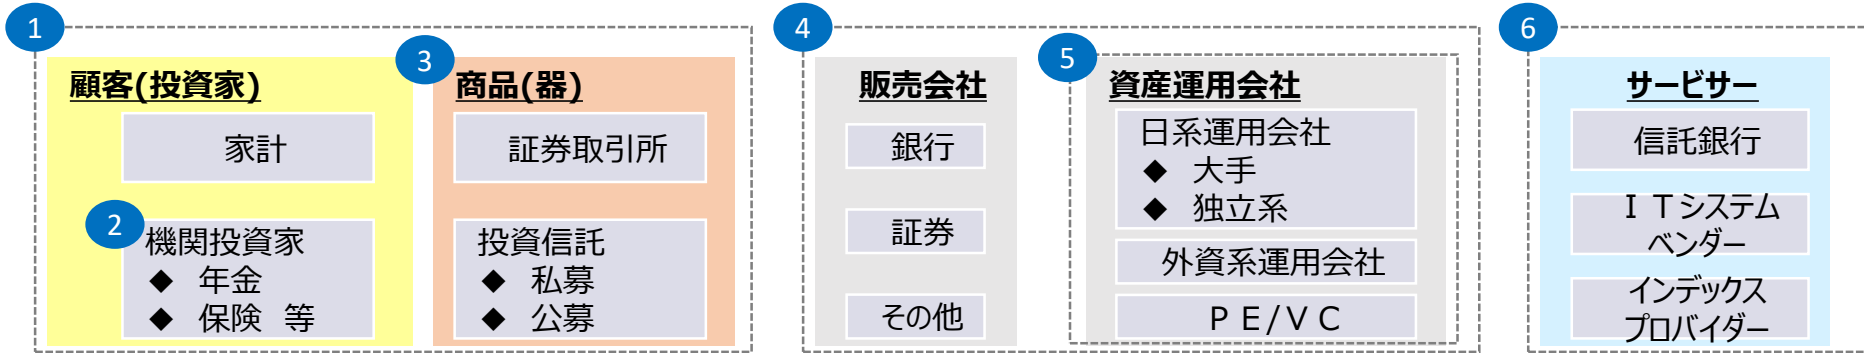 1
顧客(投資家)
家計
2
機関投資家
◆ 年金
◆ 保険 等
3
商品(器)
証券取引所
投資信託
◆ 私募
◆ 公募
4
販売会社
銀行
証券
その他
5
資産運用会社
日系運用会社
◆ 大手
◆ 独立系
外資系運用会社
ＰＥ/ＶＣ
6
サービサー
信託銀行
ＩＴシステム
ベンダー
インデックス
プロバイダー